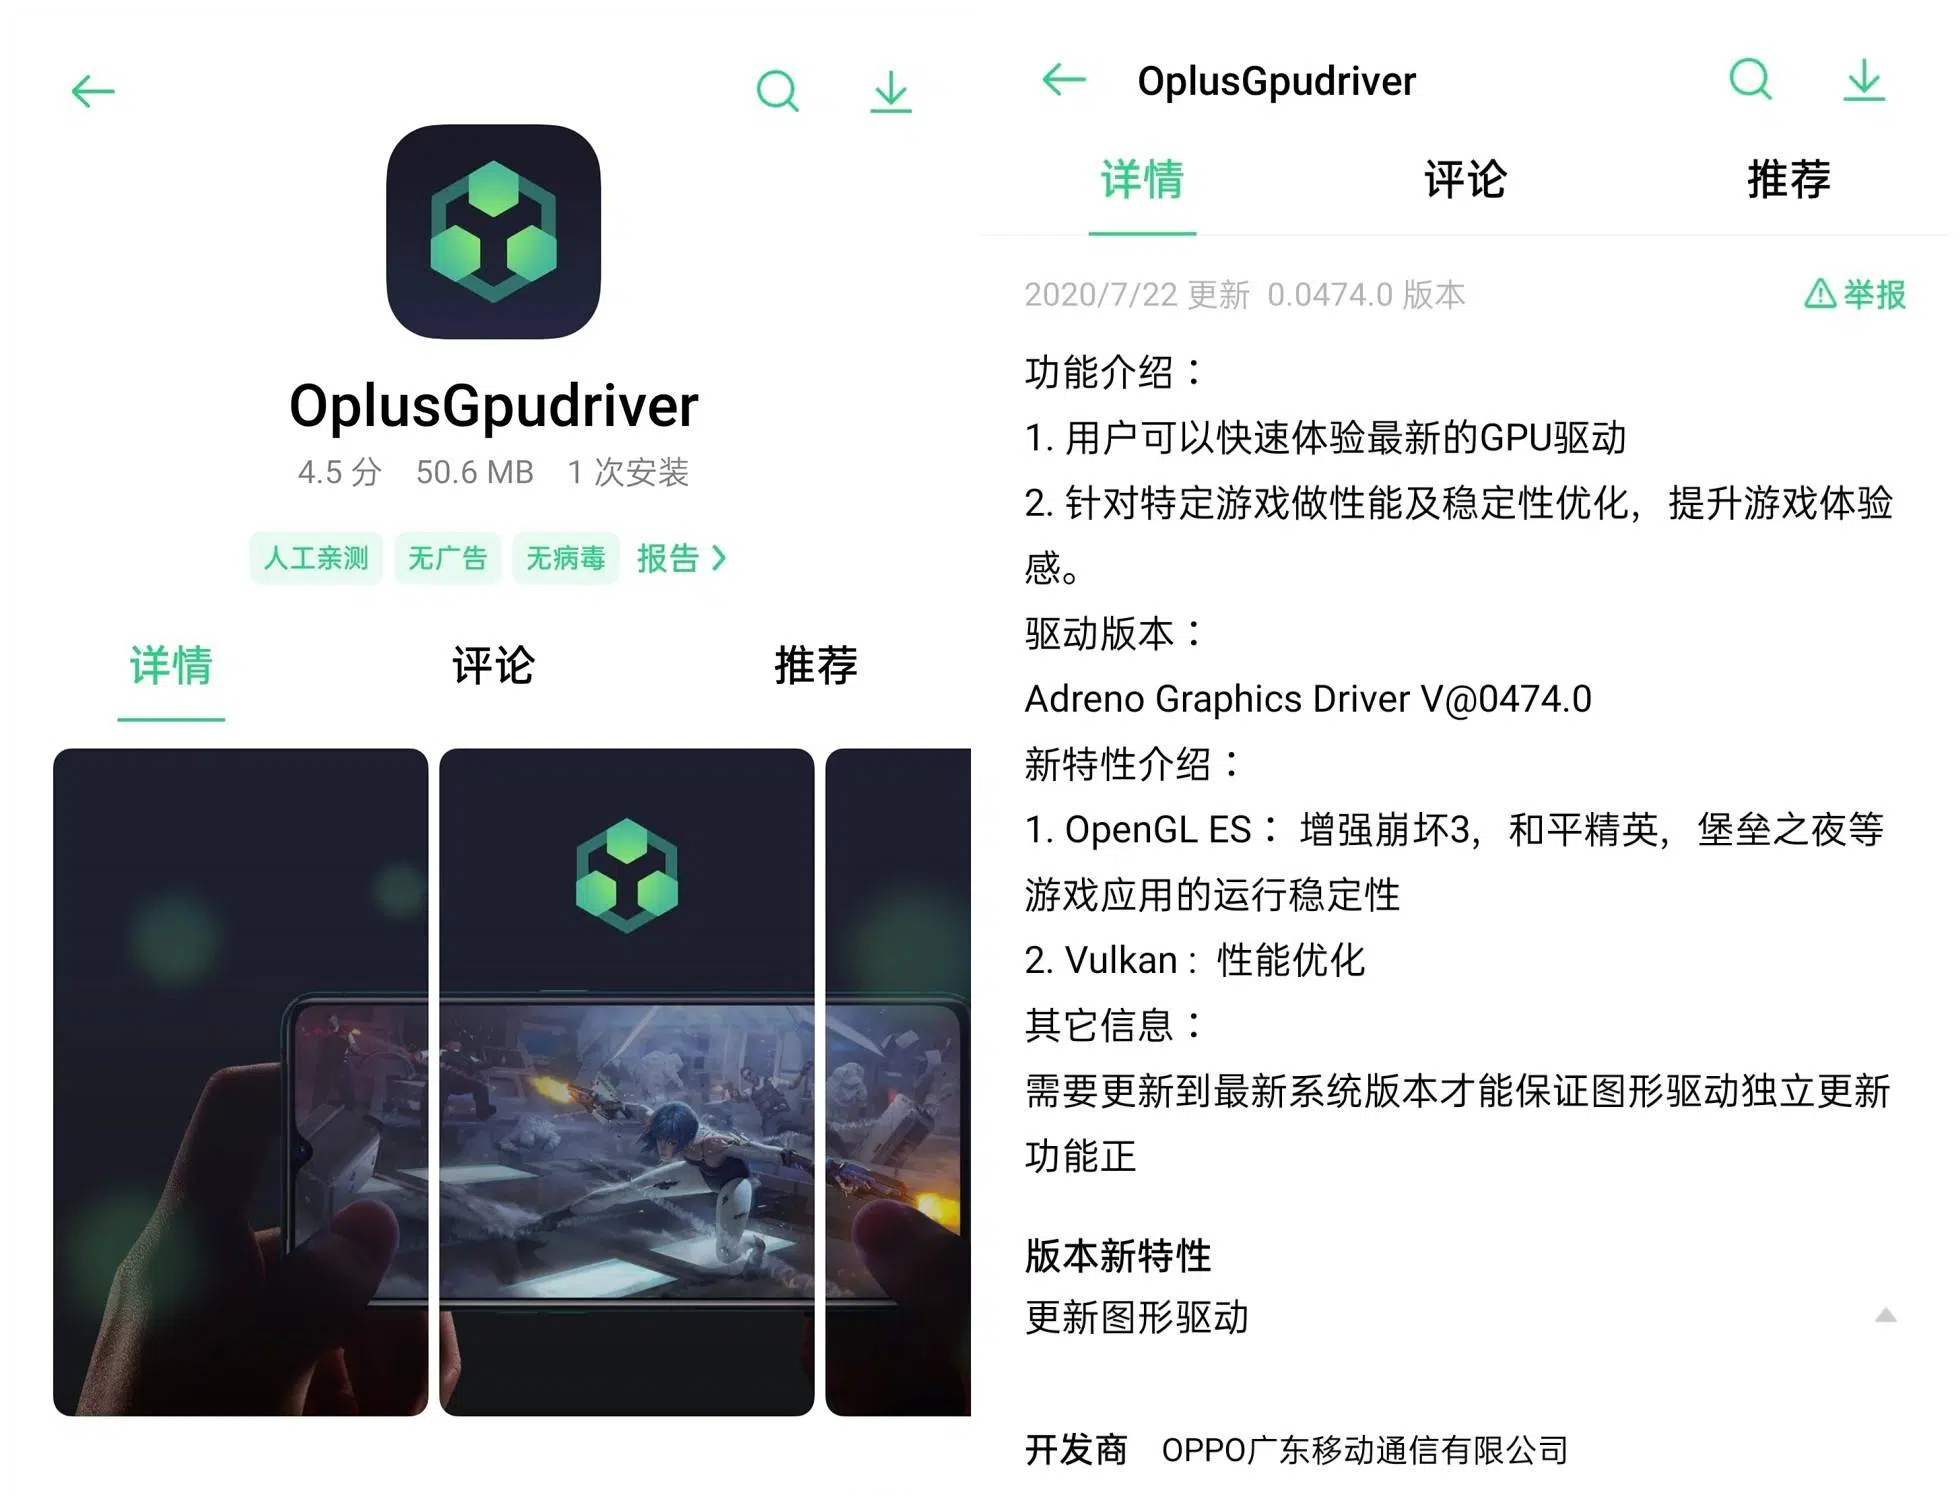 OplusGpudriver
4.5 分 50.6 MB 1 次安装
人工亲测 无广告 无病毒 报告
详情 评论 推荐
OplusGpudriver
详情 评论 推荐
2020/7/22 更新 0.0474.0 版本 举报
功能介绍：
1. 用户可以快速体验最新的GPU驱动
2. 针对特定游戏做性能及稳定性优化，提升游戏体验
感。
驱动版本：
Adreno Graphics Driver V@0474.0
新特性介绍：
1. OpenGL ES：增强崩坏3，和平精英，堡垒之夜等
游戏应用的运行稳定性
2. Vulkan：性能优化
其它信息：
需要更新到最新系统版本才能保证图形驱动独立更新
功能正
版本新特性
更新图形驱动
开发商 OPPO广东移动通信有限公司